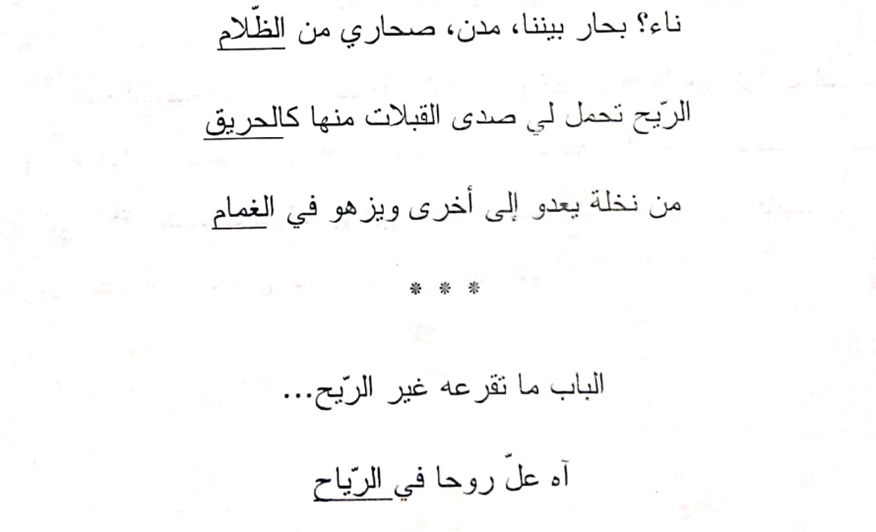 ناء؟ بحار بيننا، مدن، صحاري من الظّلام
الرّيح تحمل لي صدى القبلات منها كالحريق
من نخلة يعدو إلى أخرى ويزهو في الغمام
* * *
الباب ما تقرعه غير الرّيح...
آه علّ روحا في الرّياح